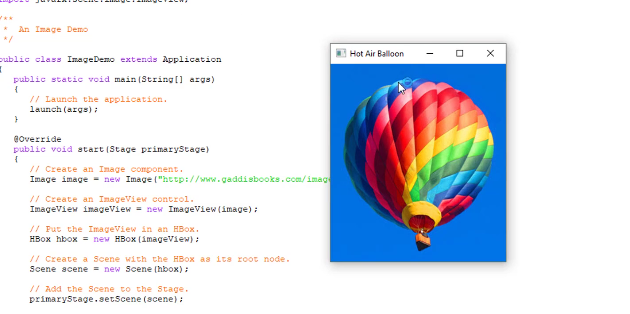 import javafx.scene.image.ImageView;
/**
* An Image Demo
*/
public class ImageDemo extends Application
{
public static void main(String[] args)
{
// Launch the application.
launch(args);
}
@Override
public void start(Stage primaryStage)
{
// Create an Image component.
Image image = new Image("http://www.gaddisbooks.com/image
// Create an ImageView control.
ImageView imageView = new ImageView(image);
// Put the ImageView in an HBox.
HBox hbox = new HBox(imageView);
// Create a Scene with the HBox as its root node.
Scene scene = new Scene(hbox);
// Add the Scene to the Stage.
primaryStage.setScene(scene);
Hot Air Balloon